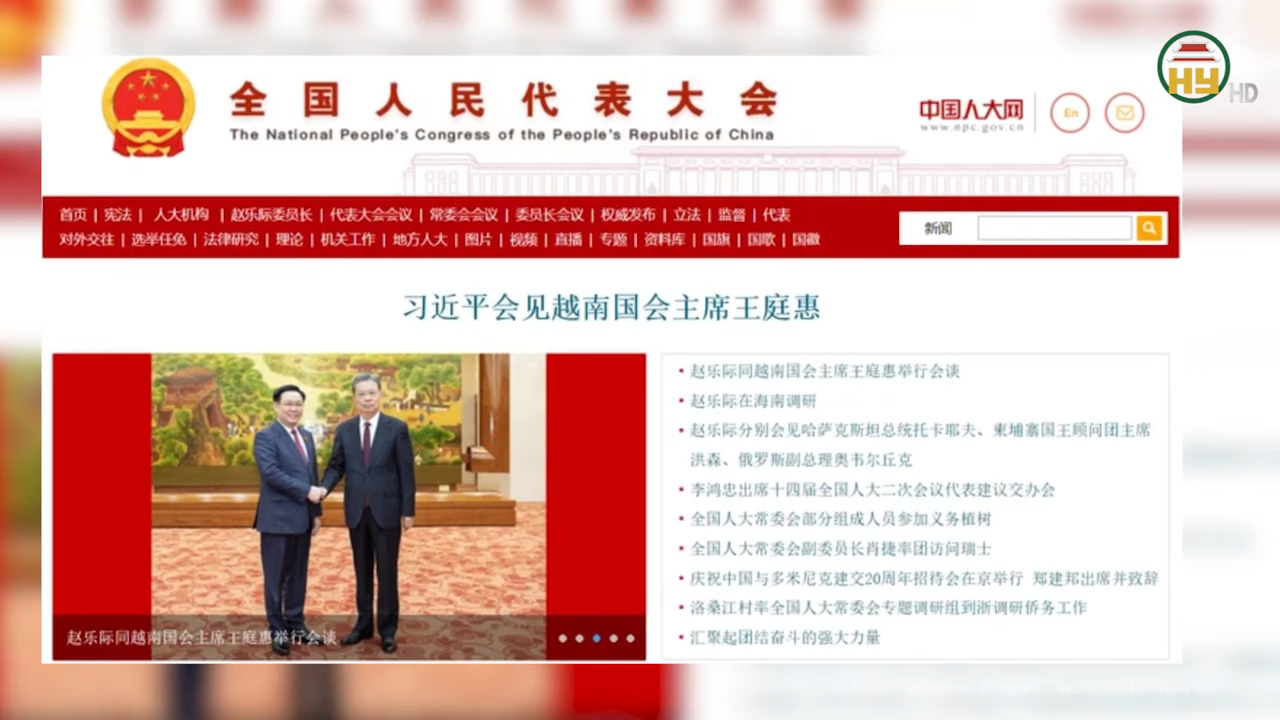 全国人民代表大会
The National People's Congress of the People's Republic of China
中国人大网
www.npc.gov.cn
En
HY HD
首页 | 宪法 | 人大机构 | 赵乐际委员长 | 代表大会会议 | 常委会会议 | 委员长会议 | 权威发布 | 立法 | 监督 | 代表
对外交往 | 选举任免 | 法律研究 | 理论 | 机关工作 | 地方人大 | 图片 | 视频 | 直播 | 专题 | 资料库 | 国旗 | 国歌 | 国徽
新闻
习近平会见越南国会主席王庭惠
赵乐际同越南国会主席王庭惠举行会谈
• 赵乐际同越南国会主席王庭惠举行会谈
• 赵乐际在海南调研
• 赵乐际分别会见哈萨克斯坦总统托卡耶夫、柬埔寨国王顾问团主席
洪森、俄罗斯副总理奥韦尔丘克
• 李鸿忠出席十四届全国人大二次会议代表建议交办会
• 全国人大常委会部分组成人员参加义务植树
• 全国人大常委会副委员长肖捷率团访问瑞士
• 庆祝中国与多米尼克建交20周年招待会在京举行 郑建邦出席并致辞
• 洛桑江村率全国人大常委会专题调研组到浙调研侨务工作
• 汇聚起团结奋斗的强大力量